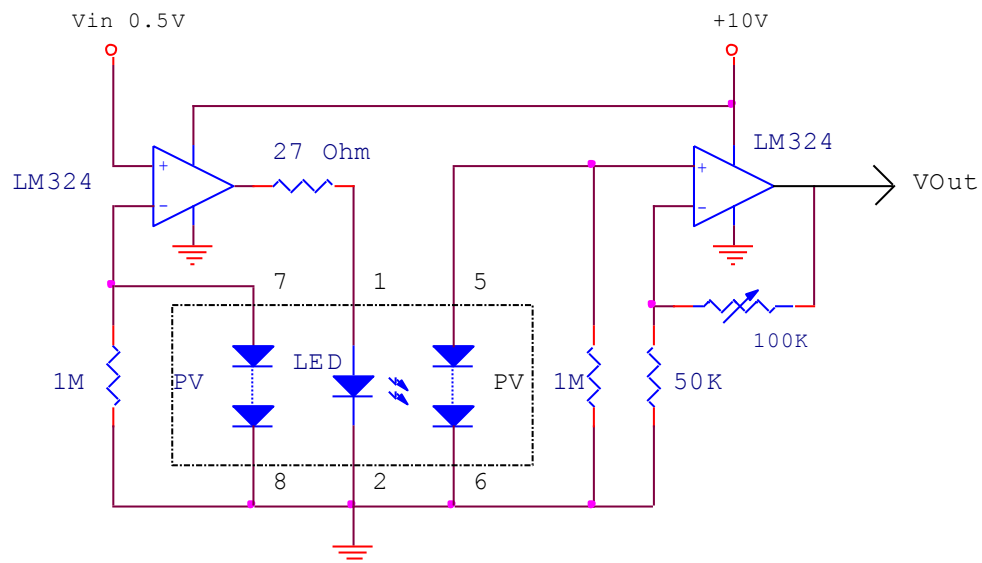 Vin 0.5V
+10V
LM324
27 Ohm
LM324
+
−
+
−
VOut
7
1
5
100K
LED
1M
PV
PV
1M
50K
8
2
6